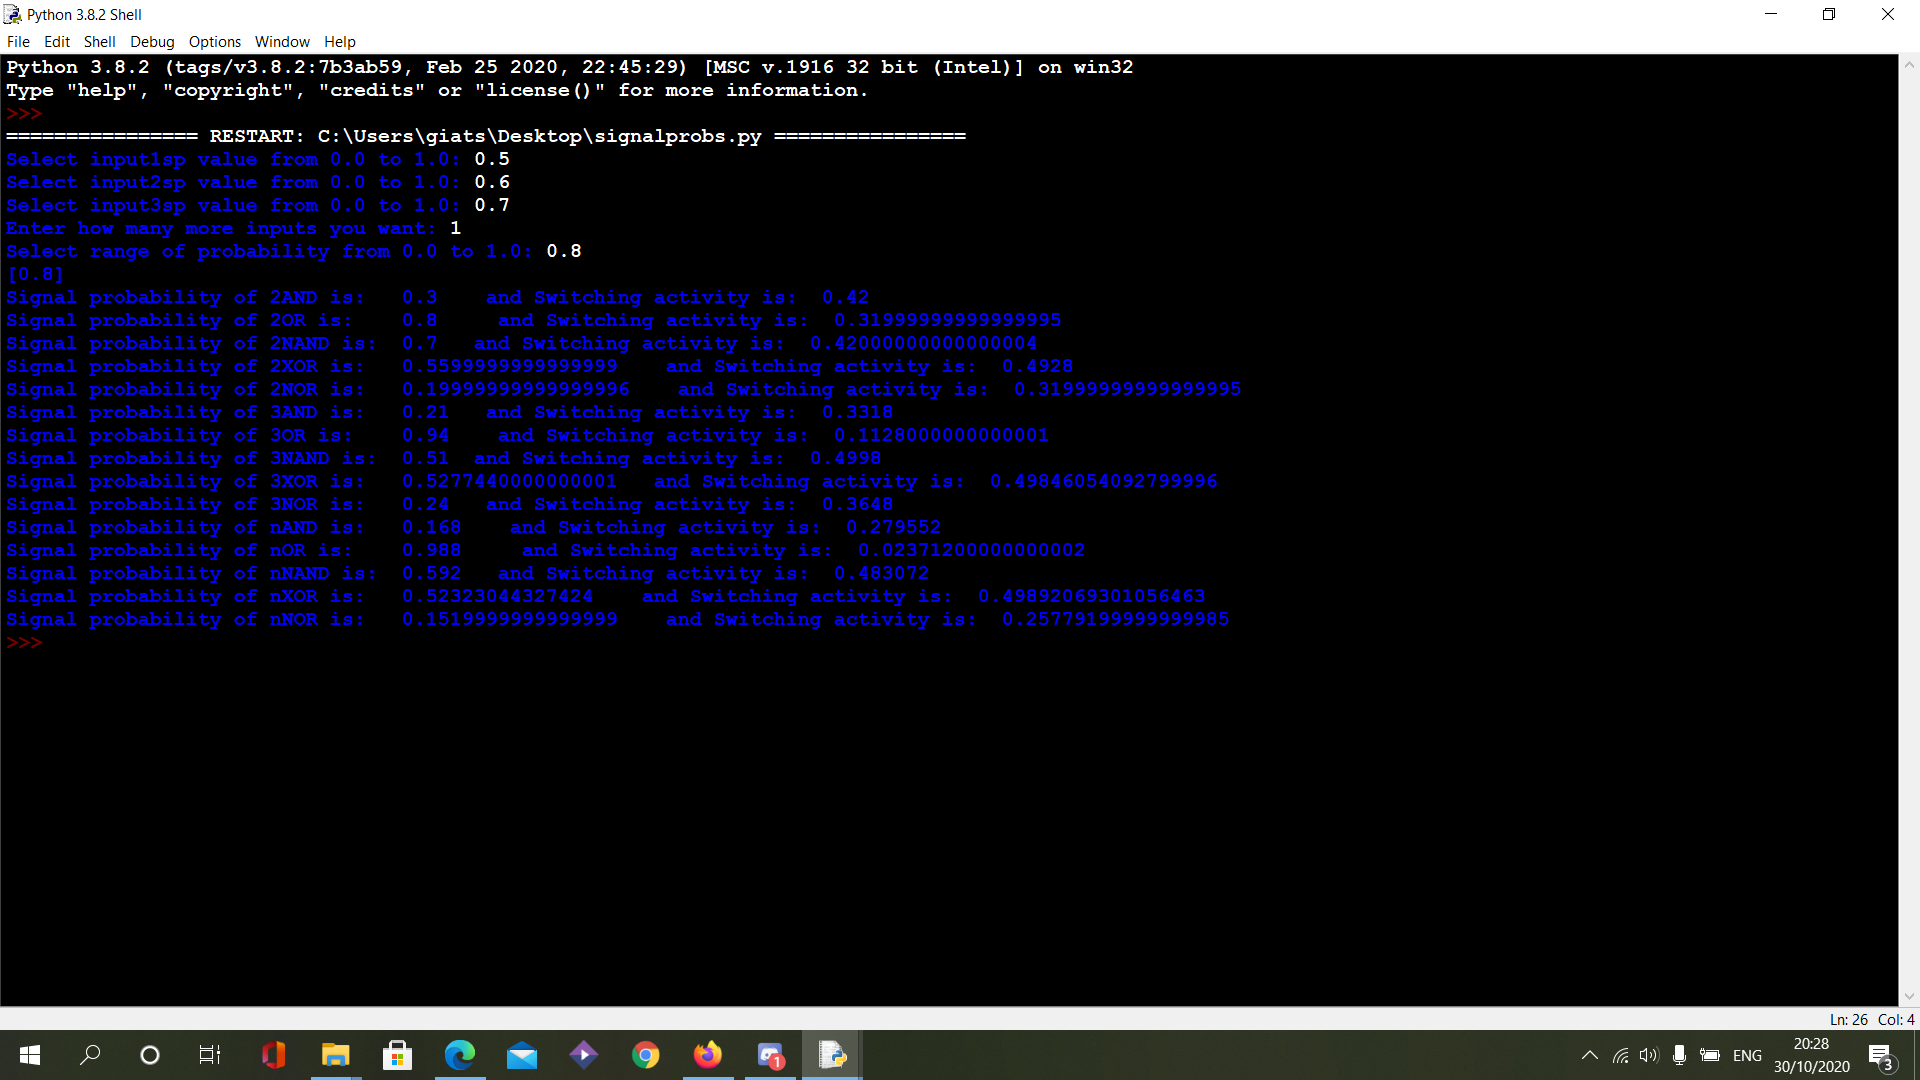 Python 3.8.2 Shell
File Edit Shell Debug Options Window Help
Python 3.8.2 (tags/v3.8.2:7b3ab59, Feb 25 2020, 22:45:29) [MSC v.1916 32 bit (Intel)] on win32
Type "help", "copyright", "credits" or "license()" for more information.
>>>
================ RESTART: C:\Users\giats\Desktop\signalprobs.py ================
Select input1sp value from 0.0 to 1.0: 0.5
Select input2sp value from 0.0 to 1.0: 0.6
Select input3sp value from 0.0 to 1.0: 0.7
Enter how many more inputs you want: 1
Select range of probability from 0.0 to 1.0: 0.8
[0.8]
Signal probability of 2AND is: 0.3 and Switching activity is: 0.42
Signal probability of 2OR is: 0.8 and Switching activity is: 0.31999999999999995
Signal probability of 2NAND is: 0.7 and Switching activity is: 0.42000000000000004
Signal probability of 2XOR is: 0.55999999999999999 and Switching activity is: 0.4928
Signal probability of 2NOR is: 0.19999999999999996 and Switching activity is: 0.31999999999999995
Signal probability of 3AND is: 0.21 and Switching activity is: 0.3318
Signal probability of 3OR is: 0.94 and Switching activity is: 0.1128000000000001
Signal probability of 3NAND is: 0.51 and Switching activity is: 0.4998
Signal probability of 3XOR is: 0.5277440000000001 and Switching activity is: 0.49846054092799996
Signal probability of 3NOR is: 0.24 and Switching activity is: 0.3648
Signal probability of nAND is: 0.168 and Switching activity is: 0.279552
Signal probability of nOR is: 0.988 and Switching activity is: 0.02371200000000002
Signal probability of nNAND is: 0.592 and Switching activity is: 0.483072
Signal probability of nXOR is: 0.52323044327424 and Switching activity is: 0.49892069301056463
Signal probability of nNOR is: 0.1519999999999999 and Switching activity is: 0.25779199999999985
>>>
Ln: 26 Col: 4
1
ENG
20:28
30/10/2020
3